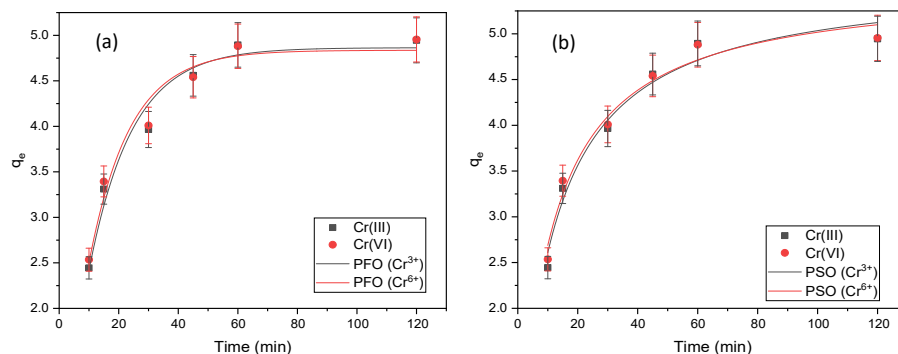 (a)
5.0
4.5
4.0
3.5
3.0
2.5
2.0
qe
0 20 40 60 80 100 120
Time (min)
Cr(III)
Cr(VI)
PFO (Cr3+)
PFO (Cr6+)
(b)
5.0
4.5
4.0
3.5
3.0
2.5
2.0
qe
0 20 40 60 80 100 120
Time (min)
Cr(III)
Cr(VI)
PSO (Cr3+)
PSO (Cr6+)